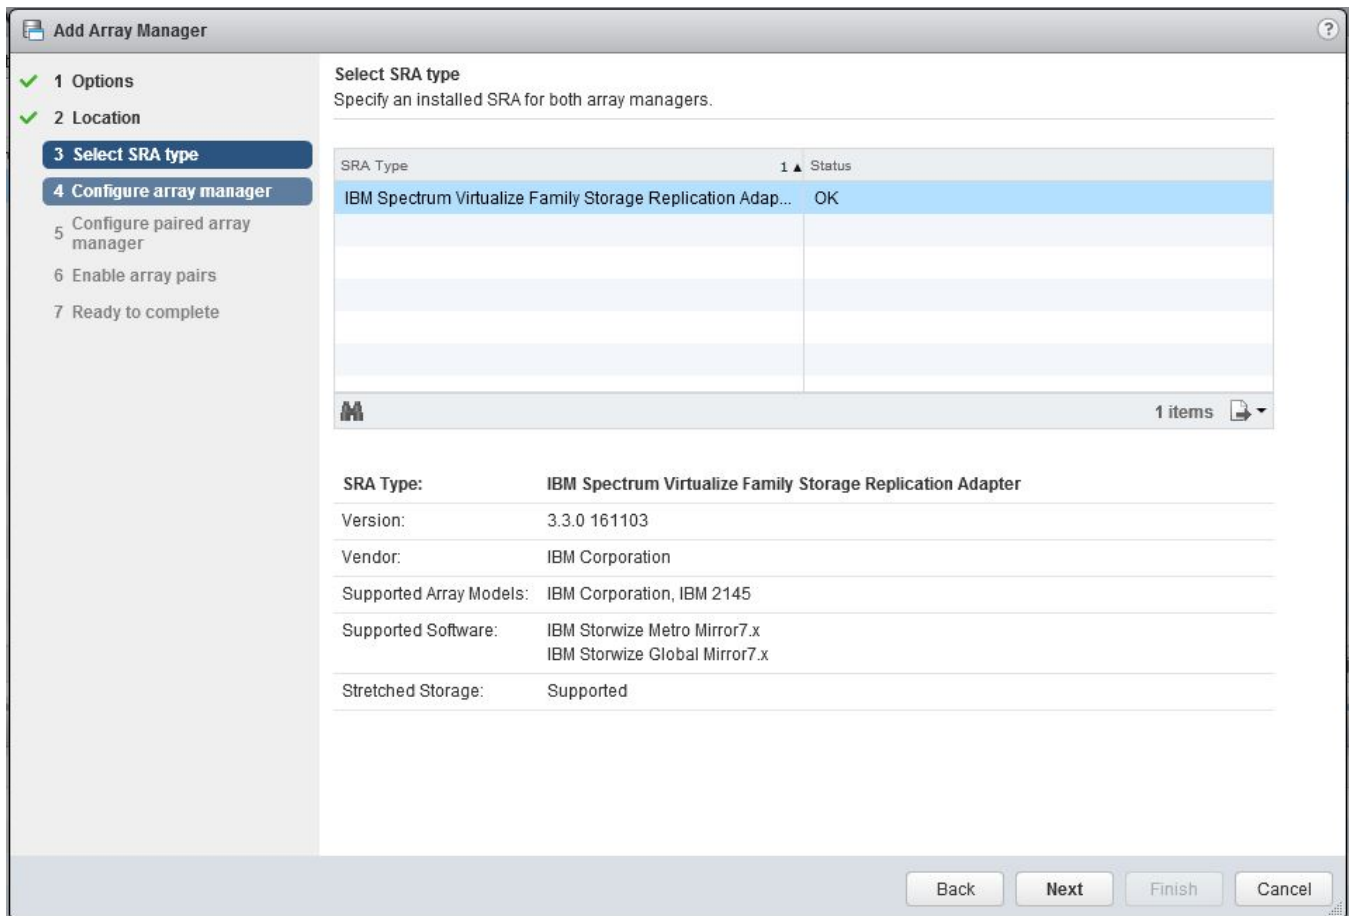 Add Array Manager
?
1 Options
2 Location
3 Select SRA type
4 Configure array manager
5 Configure paired array
manager
6 Enable array pairs
7 Ready to complete
Select SRA type
Specify an installed SRA for both array managers.
SRA Type 1 ▲ Status
IBM Spectrum Virtualize Family Storage Replication Adap... OK
1 items
SRA Type: IBM Spectrum Virtualize Family Storage Replication Adapter
Version: 3.3.0 161103
Vendor: IBM Corporation
Supported Array Models: IBM Corporation, IBM 2145
Supported Software: IBM Storwize Metro Mirror7.x
IBM Storwize Global Mirror7.x
Stretched Storage: Supported
Back Next Finish Cancel